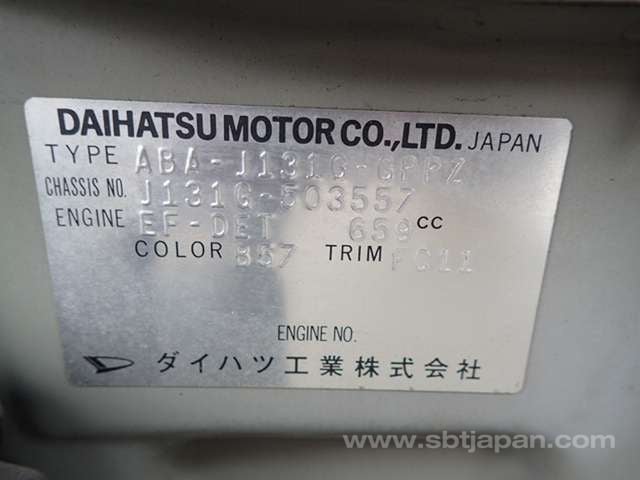 DAIHATSU MOTOR CO.,LTD. JAPAN
TYPE ABA-J131G-GPPZ
CHASSIS NO. J131G-503557
ENGINE EF-DET 659 CC
COLOR B57 TRIM FC11
ENGINE NO.
ダイハツ工業株式会社
www.sbtjapan.com